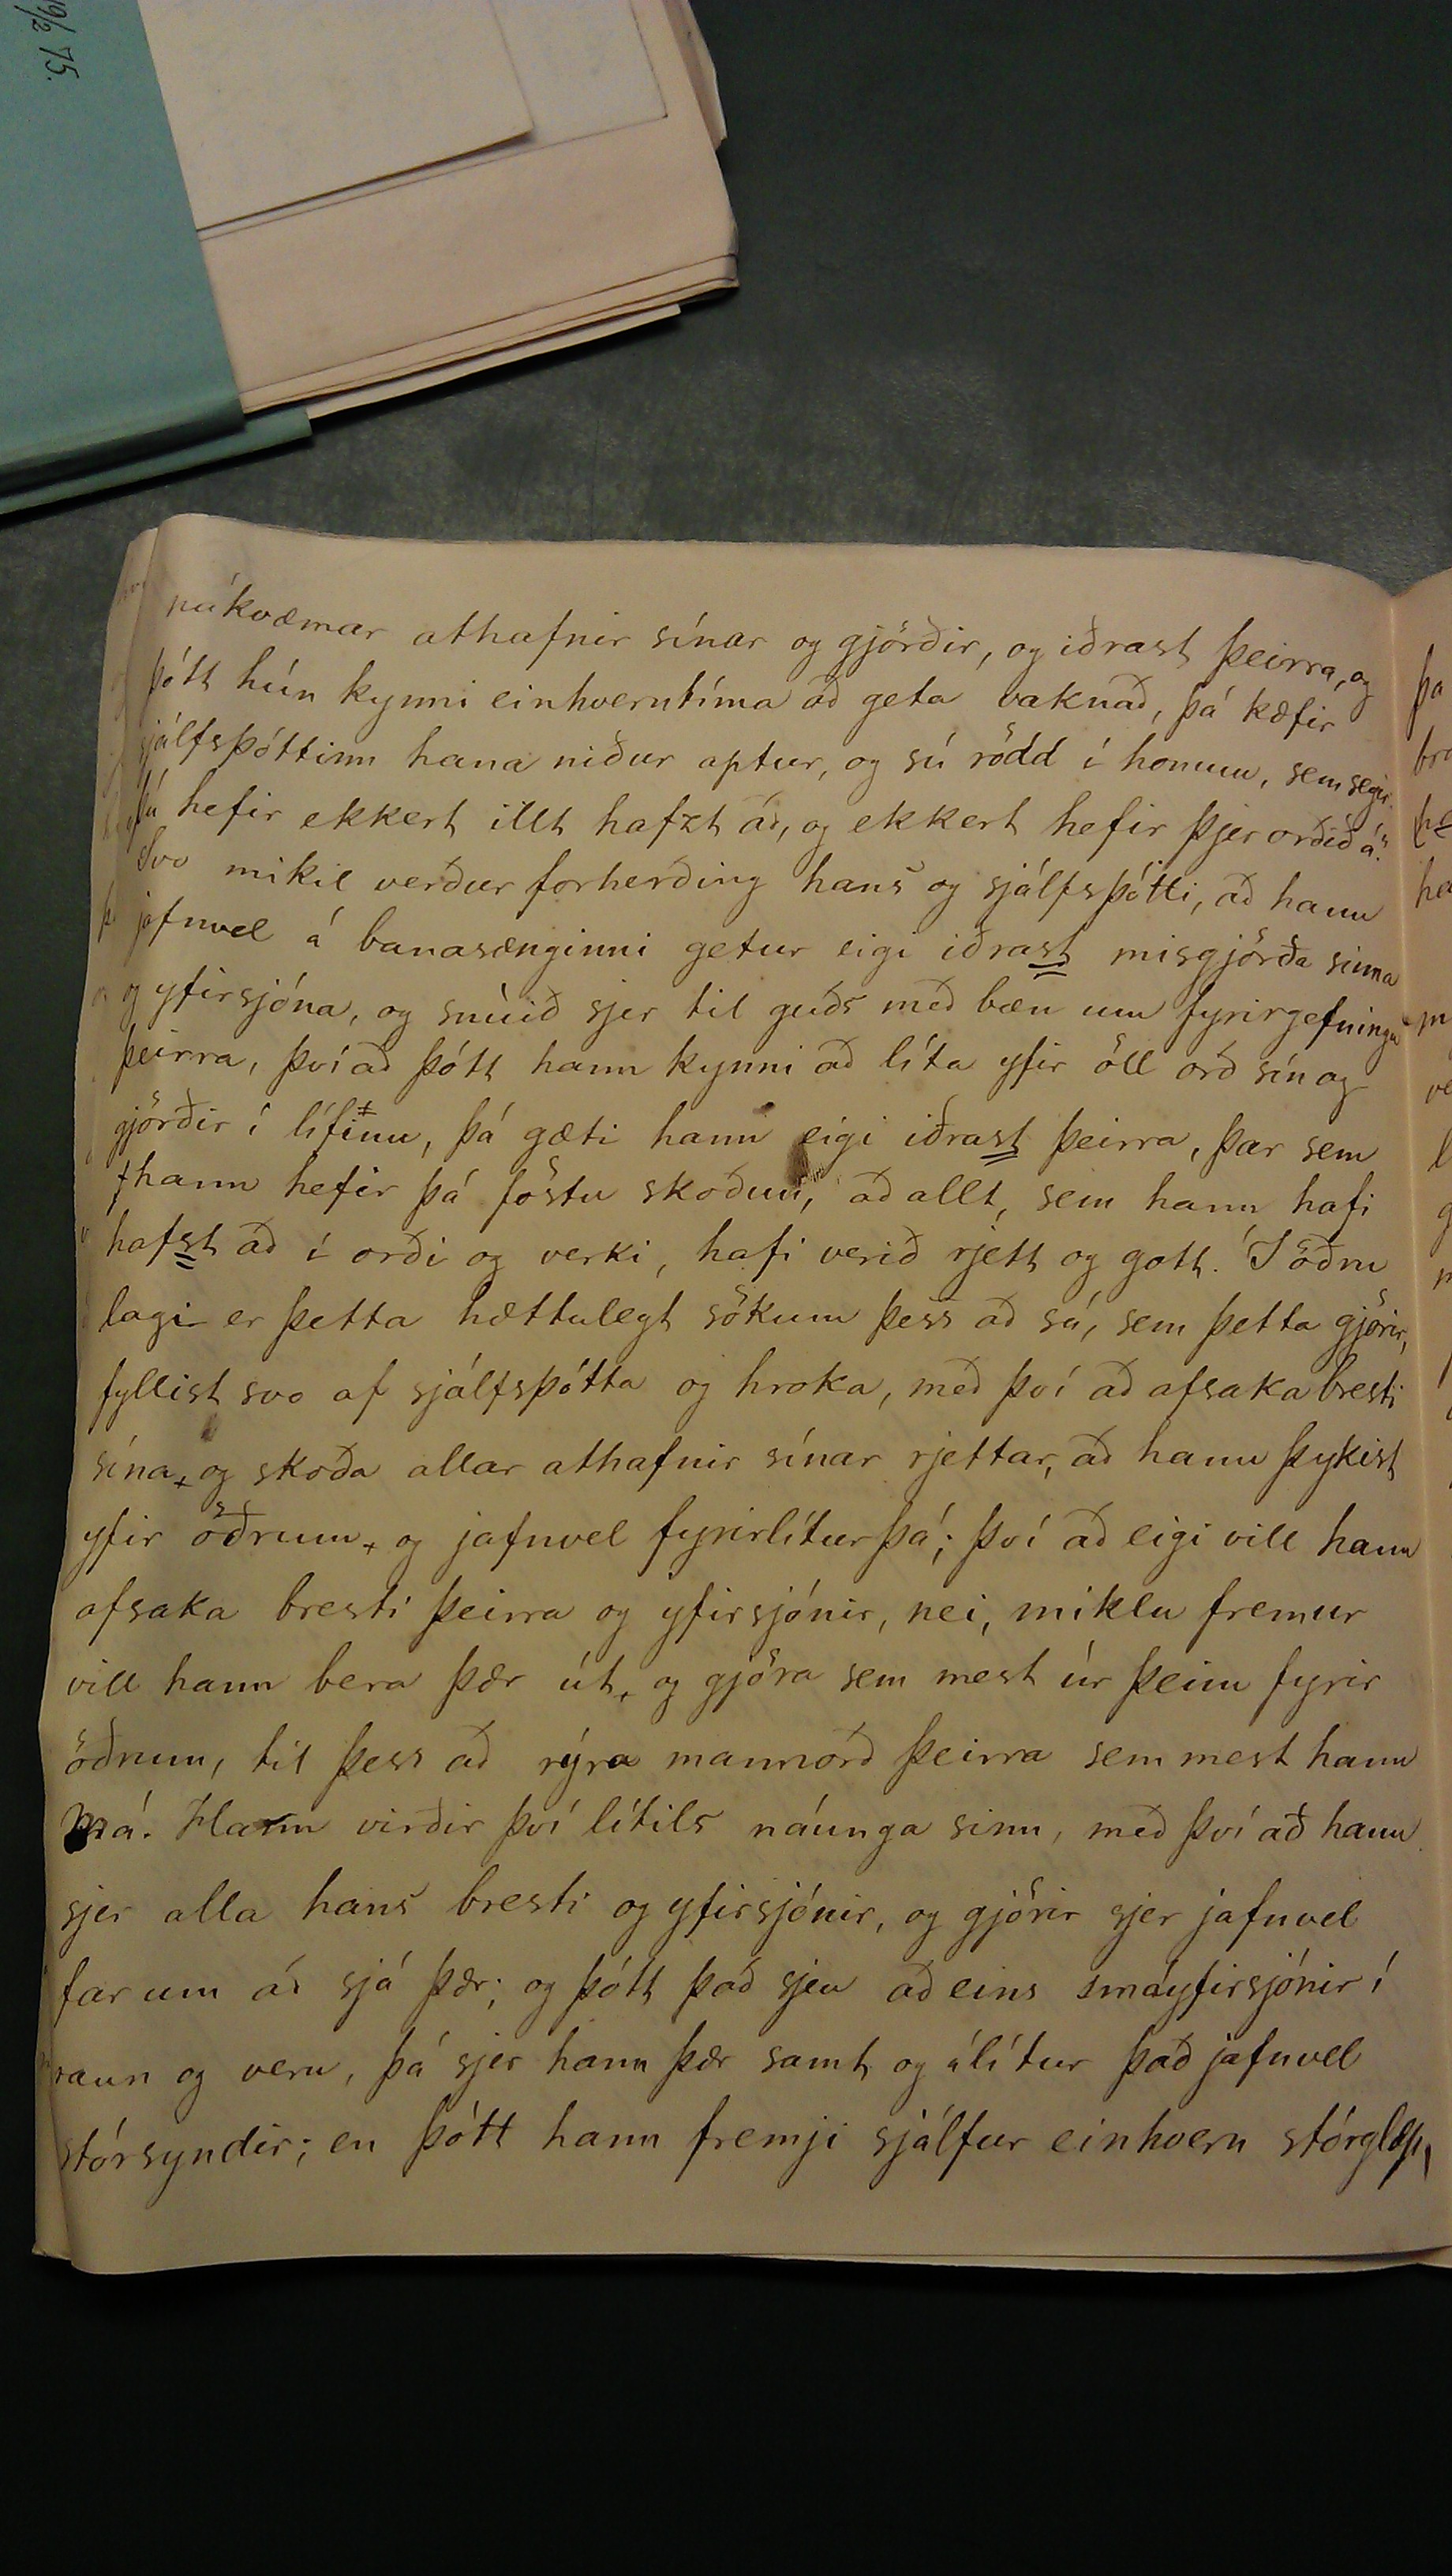 19/2 75.
núkvæmar athafnir sínar og gjörðir, og iðrast þeirra, og
þótt hún kynni einhverntíma að geta vaknað, þá kæfir
sjálfsþóttinn hana niður aptur, og sú rödd í honum, sem segir:
þú hefir ekkert illt hafzt að, og ekkert hefir þjer orðið á".
Svo mikil verður forherðing hans og sjálfsþótti, að hann
jafnvel á banasænginni getur eigi iðrast misgjörða sinna
og yfirsjóna, og snúið sjer til guðs með bæn um fyrirgefningu
þeirra, því að þótt hann kynni að líta yfir öll orð sín og
gjörðir í lífinu, þá gæti hann eigi iðrast þeirra, þar sem
hann hefir þá föstu skoðun, að allt, sem hann hafi
hafst að í orði og verki, hafi verið rjett og gott. Í öðru
lagi er þetta hættulegt sökum þess að sá, sem þetta gjörir,
fyllist svo af sjálfsþótta og hroka, með því að afsaka bresti
sína, og skoða allar athafnir sínar rjettar, að hann þykist
yfir öðrum, og jafnvel fyrirlítur þá; því að eigi vill hann
afsaka bresti þeirra og yfirsjónir, nei, miklu fremur
vill hann bera þær út, og gjöra sem mest úr þeim fyrir
öðrum, til þess að rýra mannorð þeirra sem mest hann
má. Hann virðir því lítils náunga sinn, með því að hann
sjer alla hans bresti og yfirsjónir, og gjörir sjer jafnvel
far um að sjá þær; og þótt það sjeu að eins smáyfirsjónir í
raun og veru, þá sjer hann þær samt og álítur það jafnvel
stórsyndir; en þótt hann fremji sjálfur einhvern stórglæp,